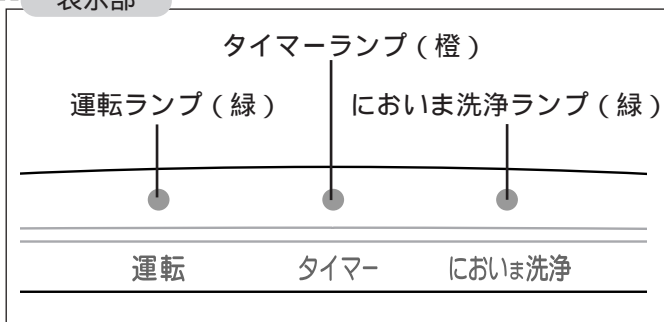 表示部
タイマーランプ（橙）
運転ランプ（緑） においま洗浄ランプ（緑）
運転 タイマー においま洗浄